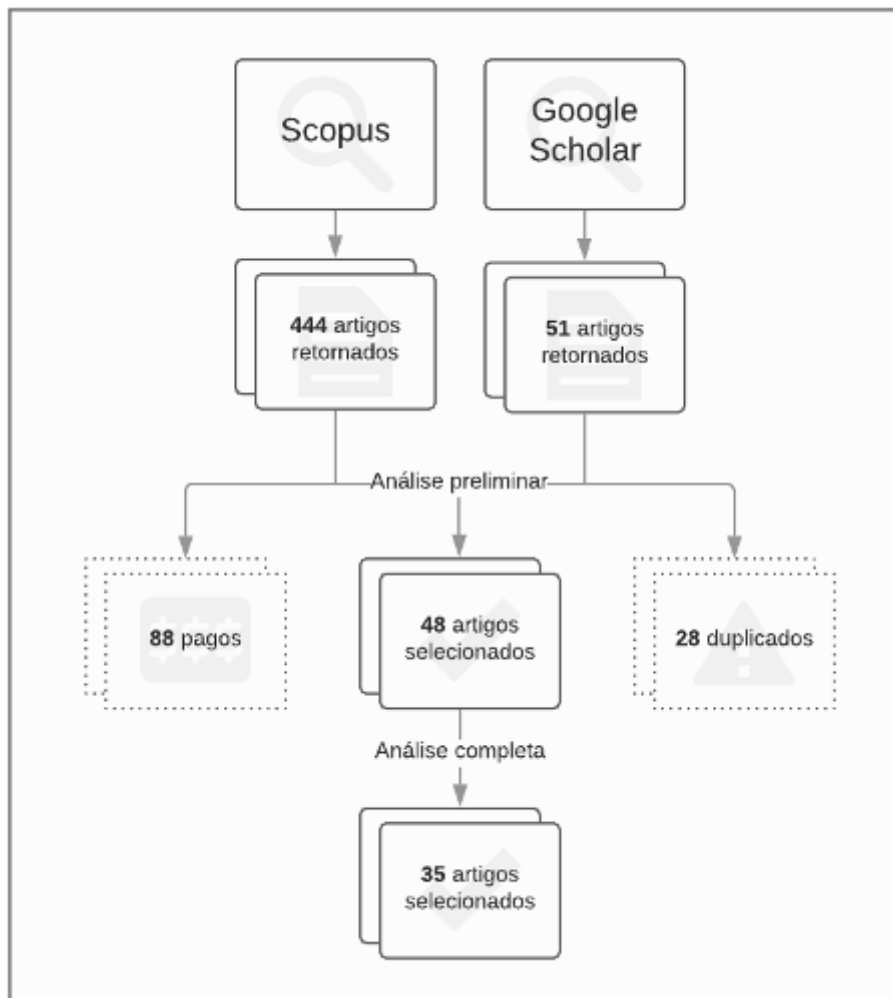 Scopus
Google
Scholar
444 artigos
retornados
51 artigos
retornados
Análise preliminar
88 pagos
48 artigos
selecionados
28 duplicados
Análise completa
35 artigos
selecionados